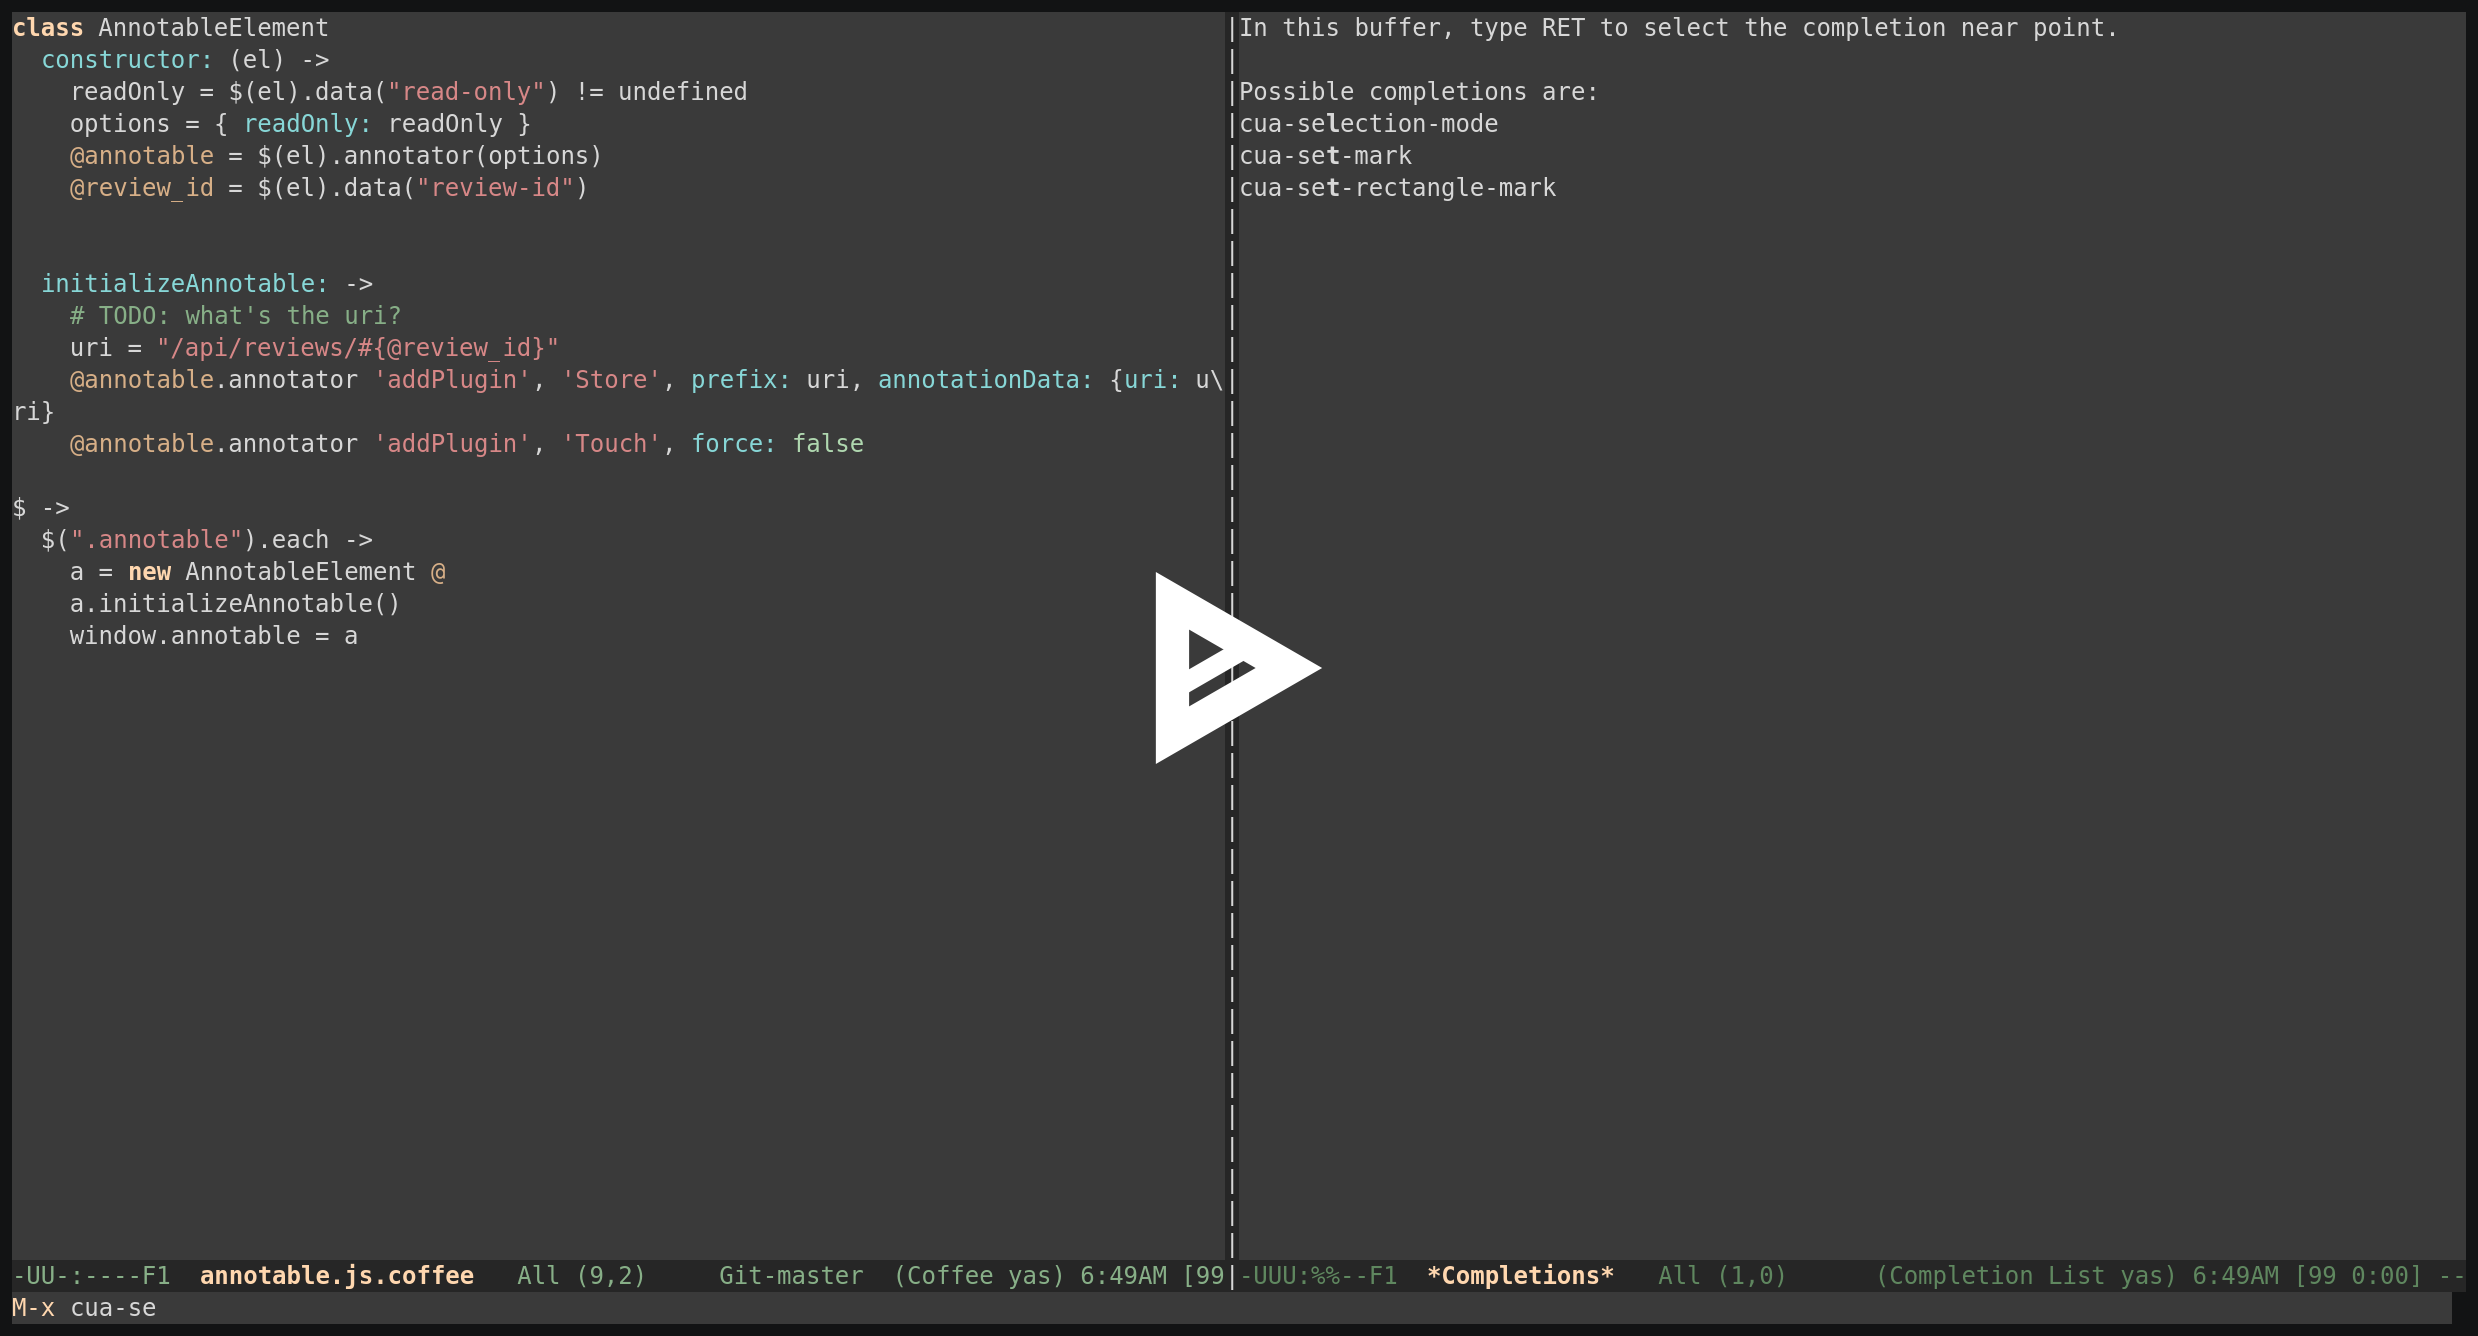 class AnnotableElement
  constructor: (el) ->
    readOnly = $(el).data("read-only") != undefined
    options = { readOnly: readOnly }
    @annotable = $(el).annotator(options)
    @review_id = $(el).data("review-id")
  initializeAnnotable: ->
    # TODO: what's the uri?
    uri = "/api/reviews/#{@review_id}"
    @annotable.annotator 'addPlugin', 'Store', prefix: uri, annotationData: {uri: u\
ri}
    @annotable.annotator 'addPlugin', 'Touch', force: false
$ ->
  $(".annotable").each ->
    a = new AnnotableElement @
    a.initializeAnnotable()
    window.annotable = a
In this buffer, type RET to select the completion near point.
Possible completions are:
cua-selection-mode
cua-set-mark
cua-set-rectangle-mark
-UU-:----F1  annotable.js.coffee   All (9,2)     Git-master  (Coffee yas) 6:49AM [99|-UUU:%%--F1  *Completions*   All (1,0)      (Completion List yas) 6:49AM [99 0:00] --
M-x cua-se